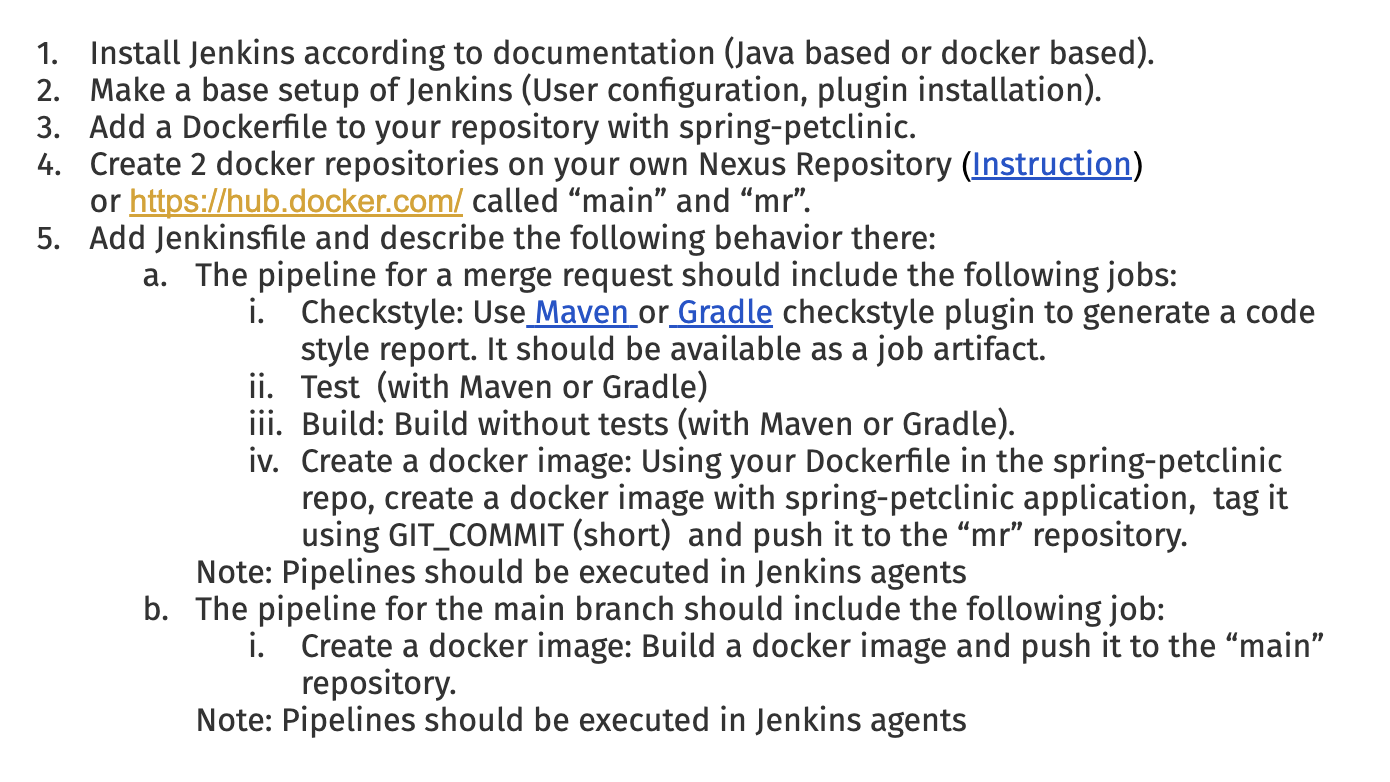 1. Install Jenkins according to documentation (Java based or docker based).
2. Make a base setup of Jenkins (User configuration, plugin installation).
3. Add a Dockerfile to your repository with spring-petclinic.
4. Create 2 docker repositories on your own Nexus Repository (Instruction)
or https://hub.docker.com/ called “main” and “mr”.
5. Add Jenkinsfile and describe the following behavior there:
a. The pipeline for a merge request should include the following jobs:
i. Checkstyle: Use Maven or Gradle checkstyle plugin to generate a code
style report. It should be available as a job artifact.
ii. Test (with Maven or Gradle)
iii. Build: Build without tests (with Maven or Gradle).
iv. Create a docker image: Using your Dockerfile in the spring-petclinic
repo, create a docker image with spring-petclinic application, tag it
using GIT_COMMIT (short) and push it to the “mr” repository.
Note: Pipelines should be executed in Jenkins agents
b. The pipeline for the main branch should include the following job:
i. Create a docker image: Build a docker image and push it to the “main”
repository.
Note: Pipelines should be executed in Jenkins agents